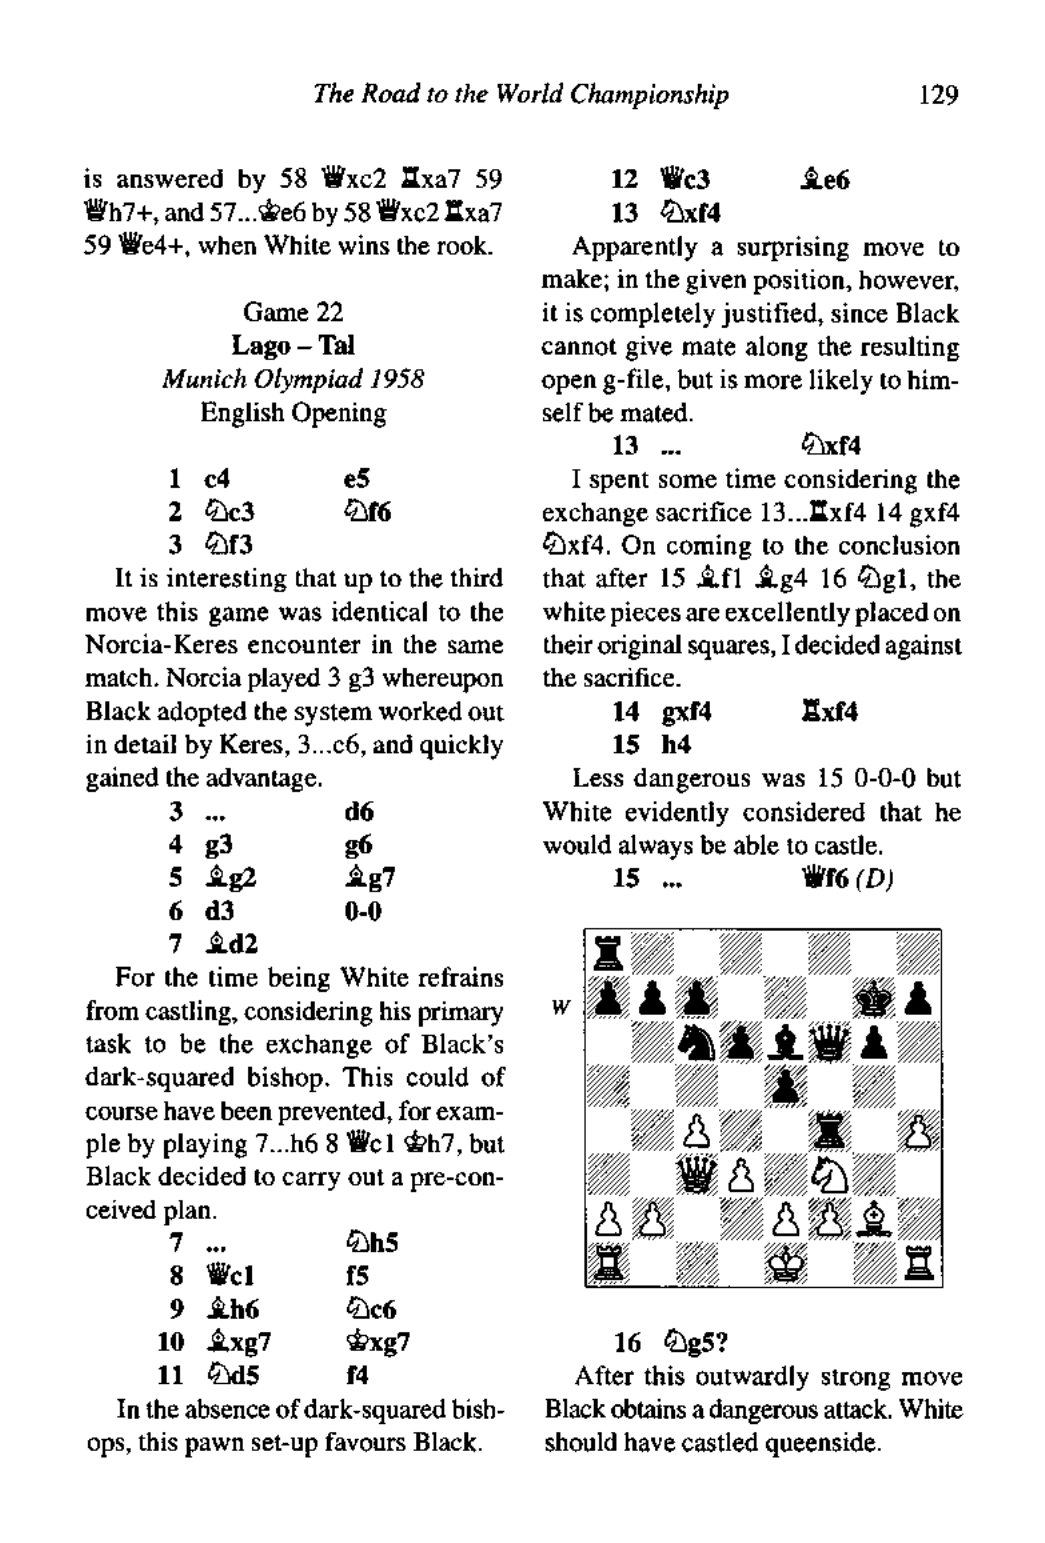 The Road to the World Championship 129
is answered by 58 ♕xc2 ♖xa7 59
♕h7+, and 57...♔e6 by 58 ♕xc2 ♖xa7
59 ♕e4+, when White wins the rook.
Game 22
Lago – Tal
Munich Olympiad 1958
English Opening
1 c4 e5
2 ♘c3 ♘f6
3 ♘f3
It is interesting that up to the third
move this game was identical to the
Norcia-Keres encounter in the same
match. Norcia played 3 g3 whereupon
Black adopted the system worked out
in detail by Keres, 3...c6, and quickly
gained the advantage.
3 ... d6
4 g3 g6
5 ♗g2 ♗g7
6 d3 0-0
7 ♗d2
For the time being White refrains
from castling, considering his primary
task to be the exchange of Black's
dark-squared bishop. This could of
course have been prevented, for exam-
ple by playing 7...h6 8 ♕c1 ♔h7, but
Black decided to carry out a pre-con-
ceived plan.
7 ... ♘h5
8 ♕c1 f5
9 ♗h6 ♘c6
10 ♗xg7 ♔xg7
11 ♘d5 f4
In the absence of dark-squared bish-
ops, this pawn set-up favours Black.
12 ♕c3 ♗e6
13 ♘xf4
Apparently a surprising move to
make; in the given position, however,
it is completely justified, since Black
cannot give mate along the resulting
open g-file, but is more likely to him-
self be mated.
13 ... ♘xf4
I spent some time considering the
exchange sacrifice 13...♖xf4 14 gxf4
♘xf4. On coming to the conclusion
that after 15 ♗f1 ♗g4 16 ♘g1, the
white pieces are excellently placed on
their original squares, I decided against
the sacrifice.
14 gxf4 ♖xf4
15 h4
Less dangerous was 15 0-0-0 but
White evidently considered that he
would always be able to castle.
15 ... ♕f6 (D)
W
16 ♘g5?
After this outwardly strong move
Black obtains a dangerous attack. White
should have castled queenside.